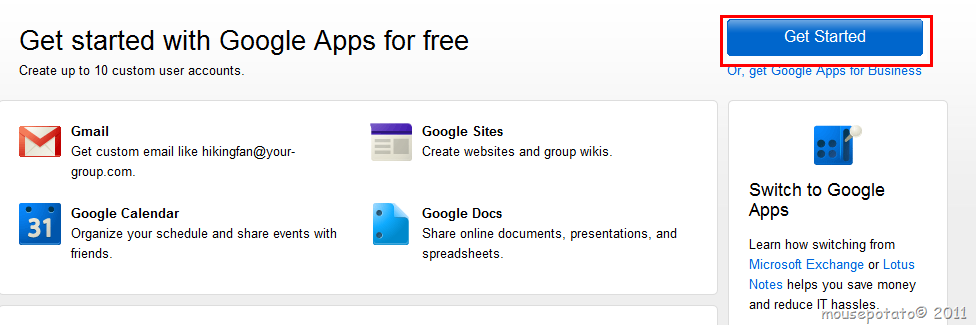 Get started with Google Apps for free
Create up to 10 custom user accounts.
Get Started
Or, get Google Apps for Business
Gmail
Get custom email like hikingfan@your-
group.com.
Google Sites
Create websites and group wikis.
31
Google Calendar
Organize your schedule and share events with
friends.
Google Docs
Share online documents, presentations, and
spreadsheets.
Switch to Google
Apps
Learn how switching from
Microsoft Exchange or Lotus
Notes helps you save money
and reduce IT hassles.
mousepotato© 2011